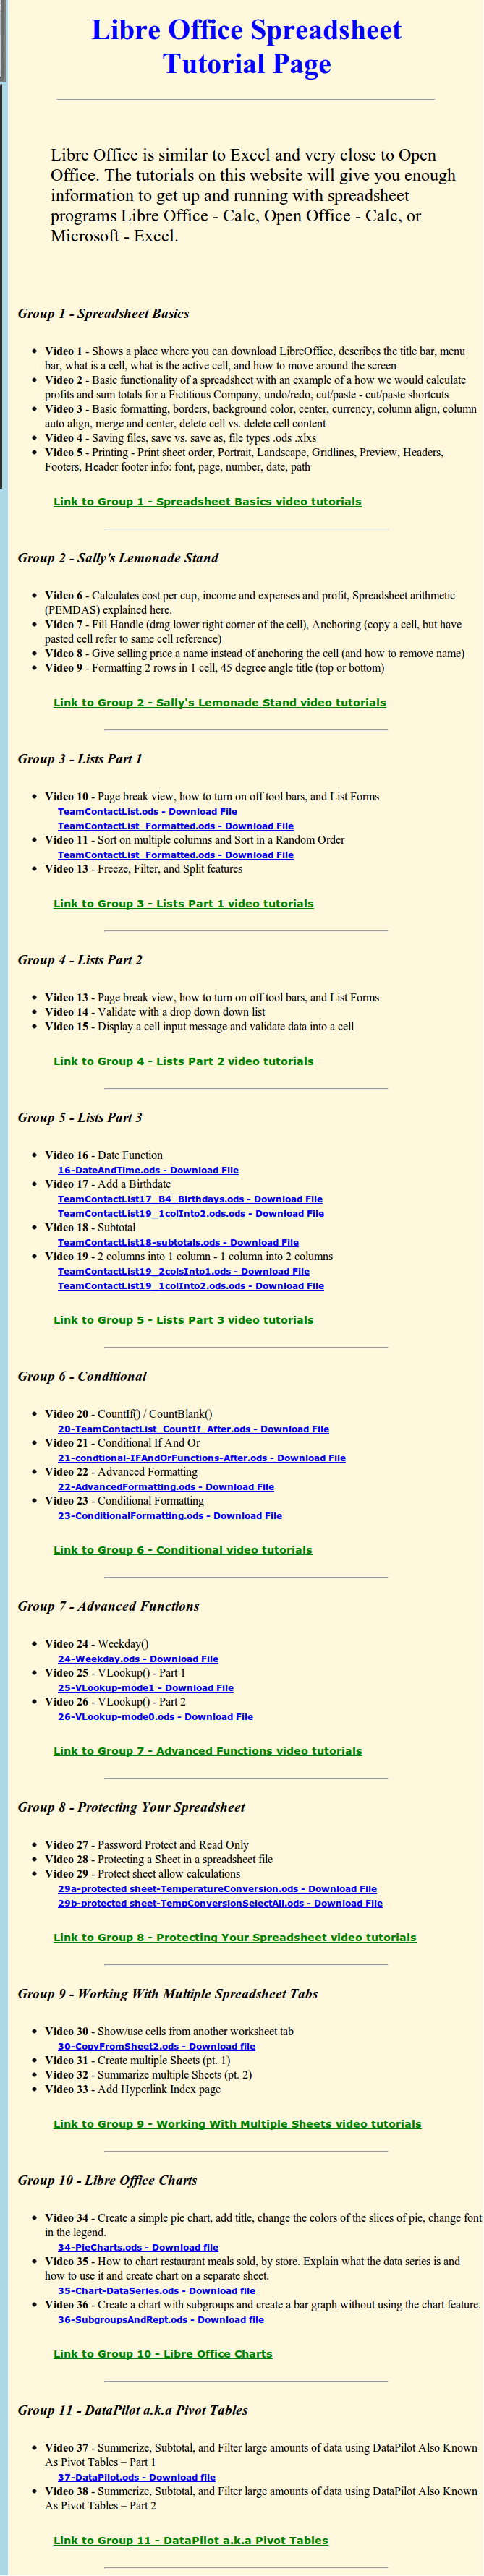 Libre Office Spreadsheet
Tutorial Page
Libre Office is similar to Excel and very close to Open
Office. The tutorials on this website will give you enough
information to get up and running with spreadsheet
programs Libre Office - Calc, Open Office - Calc, or
Microsoft - Excel.
Group 1 - Spreadsheet Basics
Video 1 - Shows a place where you can download LibreOffice, describes the title bar, menu
bar, what is a cell, what is the active cell, and how to move around the screen
Video 2 - Basic functionality of a spreadsheet with an example of a how we would calculate
profits and sum totals for a Fictitious Company, undo/redo, cut/paste - cut/paste shortcuts
Video 3 - Basic formatting, borders, background color, center, currency, column align, column
auto align, merge and center, delete cell vs. delete cell content
Video 4 - Saving files, save vs. save as, file types .ods .xlxs
Video 5 - Printing - Print sheet order, Portrait, Landscape, Gridlines, Preview, Headers,
Footers, Header footer info: font, page, number, date, path
Link to Group 1 - Spreadsheet Basics video tutorials
Group 2 - Sally's Lemonade Stand
Video 6 - Calculates cost per cup, income and expenses and profit, Spreadsheet arithmetic
(PEMDAS) explained here.
Video 7 - Fill Handle (drag lower right corner of the cell), Anchoring (copy a cell, but have
pasted cell refer to same cell reference)
Video 8 - Give selling price a name instead of anchoring the cell (and how to remove name)
Video 9 - Formatting 2 rows in 1 cell, 45 degree angle title (top or bottom)
Link to Group 2 - Sally's Lemonade Stand video tutorials
Group 3 - Lists Part 1
Video 10 - Page break view, how to turn on off tool bars, and List Forms
TeamContactList.ods - Download File
TeamContactList_Formatted.ods - Download File
Video 11 - Sort on multiple columns and Sort in a Random Order
TeamContactList_Formatted.ods - Download File
Video 13 - Freeze, Filter, and Split features
Link to Group 3 - Lists Part 1 video tutorials
Group 4 - Lists Part 2
Video 13 - Page break view, how to turn on off tool bars, and List Forms
Video 14 - Validate with a drop down down list
Video 15 - Display a cell input message and validate data into a cell
Link to Group 4 - Lists Part 2 video tutorials
Group 5 - Lists Part 3
Video 16 - Date Function
16-DateAndTime.ods - Download File
Video 17 - Add a Birthdate
TeamContactList17_B4_Birthdays.ods - Download File
TeamContactList19_1colInto2.ods.ods - Download File
Video 18 - Subtotal
TeamContactList18-subtotals.ods - Download File
Video 19 - 2 columns into 1 column - 1 column into 2 columns
TeamContactList19_2colsInto1.ods - Download File
TeamContactList19_1colInto2.ods.ods - Download File
Link to Group 5 - Lists Part 3 video tutorials
Group 6 - Conditional
Video 20 - CountIf() / CountBlank()
20-TeamContactList_CountIf_After.ods - Download File
Video 21 - Conditional If And Or
21-condtional-IFAndOrFunctions-After.ods - Download File
Video 22 - Advanced Formatting
22-AdvancedFormatting.ods - Download File
Video 23 - Conditional Formatting
23-ConditionalFormatting.ods - Download File
Link to Group 6 - Conditional video tutorials
Group 7 - Advanced Functions
Video 24 - Weekday()
24-Weekday.ods - Download File
Video 25 - VLookup() - Part 1
25-VLookup-mode1 - Download File
Video 26 - VLookup() - Part 2
26-VLookup-mode0.ods - Download File
Link to Group 7 - Advanced Functions video tutorials
Group 8 - Protecting Your Spreadsheet
Video 27 - Password Protect and Read Only
Video 28 - Protecting a Sheet in a spreadsheet file
Video 29 - Protect sheet allow calculations
29a-protected sheet-TemperatureConversion.ods - Download File
29b-protected sheet-TempConversionSelectAll.ods - Download File
Link to Group 8 - Protecting Your Spreadsheet video tutorials
Group 9 - Working With Multiple Spreadsheet Tabs
Video 30 - Show/use cells from another worksheet tab
30-CopyFromSheet2.ods - Download file
Video 31 - Create multiple Sheets (pt. 1)
Video 32 - Summarize multiple Sheets (pt. 2)
Video 33 - Add Hyperlink Index page
Link to Group 9 - Working With Multiple Sheets video tutorials
Group 10 - Libre Office Charts
Video 34 - Create a simple pie chart, add title, change the colors of the slices of pie, change font
in the legend.
34-PieCharts.ods - Download file
Video 35 - How to chart restaurant meals sold, by store. Explain what the data series is and
how to use it and create chart on a separate sheet.
35-Chart-DataSeries.ods - Download file
Video 36 - Create a chart with subgroups and create a bar graph without using the chart feature.
36-SubgroupsAndRept.ods - Download file
Link to Group 10 - Libre Office Charts
Group 11 - DataPilot a.k.a Pivot Tables
Video 37 - Summerize, Subtotal, and Filter large amounts of data using DataPilot Also Known
As Pivot Tables – Part 1
37-DataPilot.ods - Download file
Video 38 - Summerize, Subtotal, and Filter large amounts of data using DataPilot Also Known
As Pivot Tables – Part 2
Link to Group 11 - DataPilot a.k.a Pivot Tables